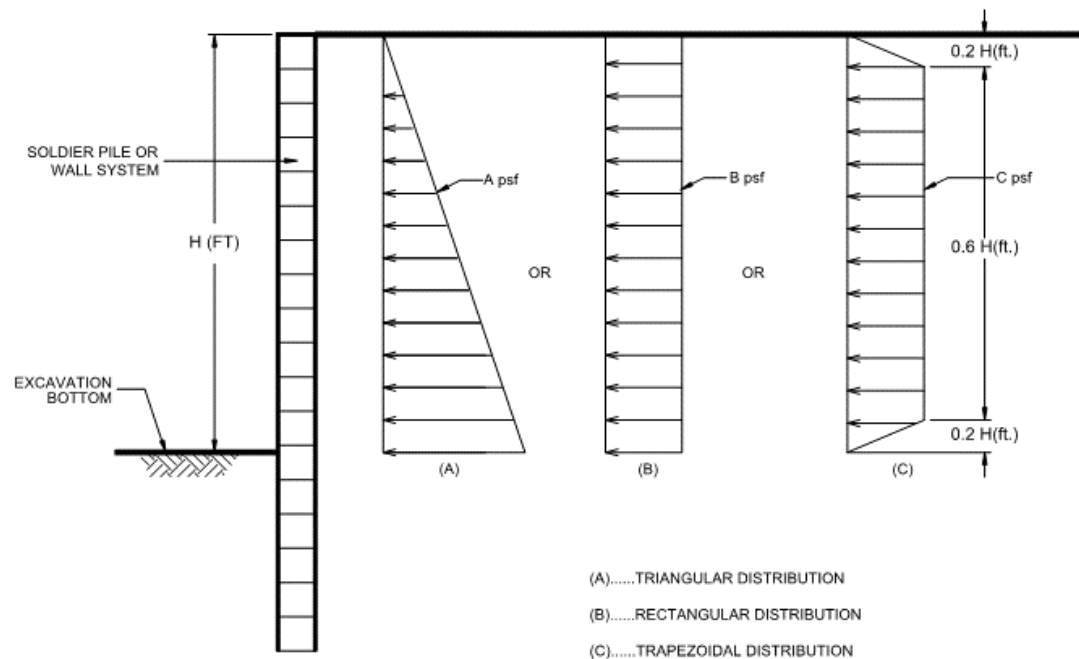 0.2 H(ft.)
SOLDIER PILE OR
WALL SYSTEM
A psf
B psf
C psf
H (FT)
0.6 H(ft.)
OR
OR
EXCAVATION
BOTTOM
0.2 H(ft.)
(A)
(B)
(C)
(A)......TRIANGULAR DISTRIBUTION
(B)......RECTANGULAR DISTRIBUTION
(C)......TRAPEZOIDAL DISTRIBUTION